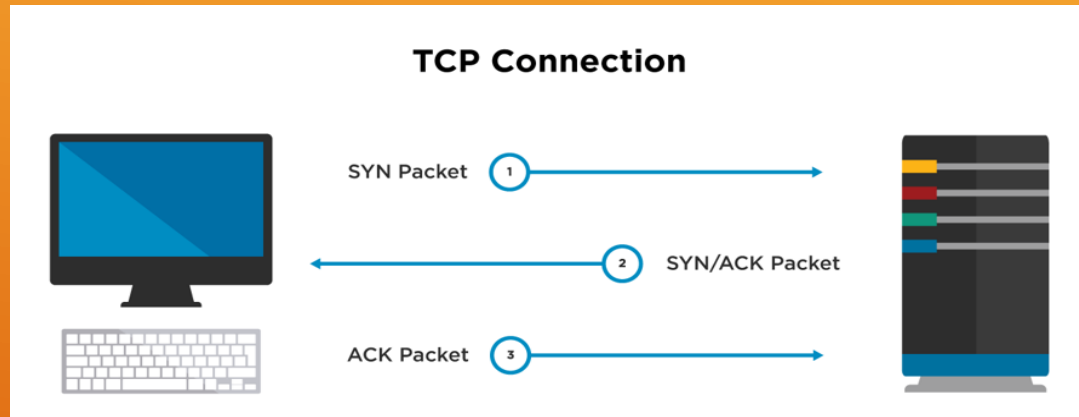 TCP Connection
SYN Packet 1
2 SYN/ACK Packet
ACK Packet 3